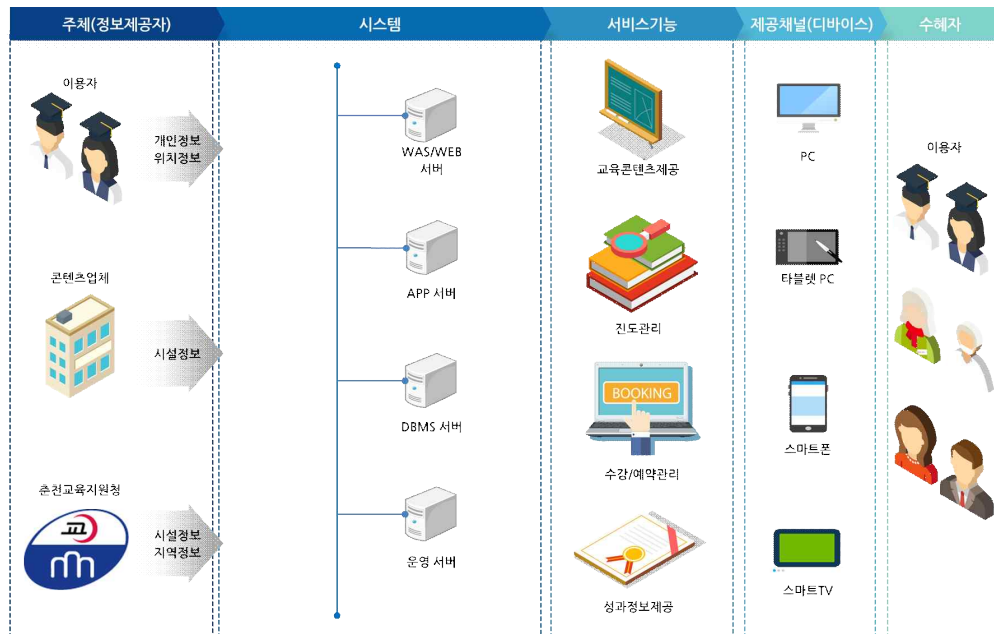 주체(정보제공자)
시스템
서비스기능
제공채널(디바이스)
수혜자
이용자
개인정보
위치정보
콘텐츠업체
시설정보
춘천교육지원청
시설정보
지역정보
WAS/WEB
서버
APP 서버
DBMS 서버
운영 서버
교육콘텐츠제공
진도관리
BOOKING
수강/예약관리
성과정보제공
PC
타블렛 PC
스마트폰
스마트TV
이용자